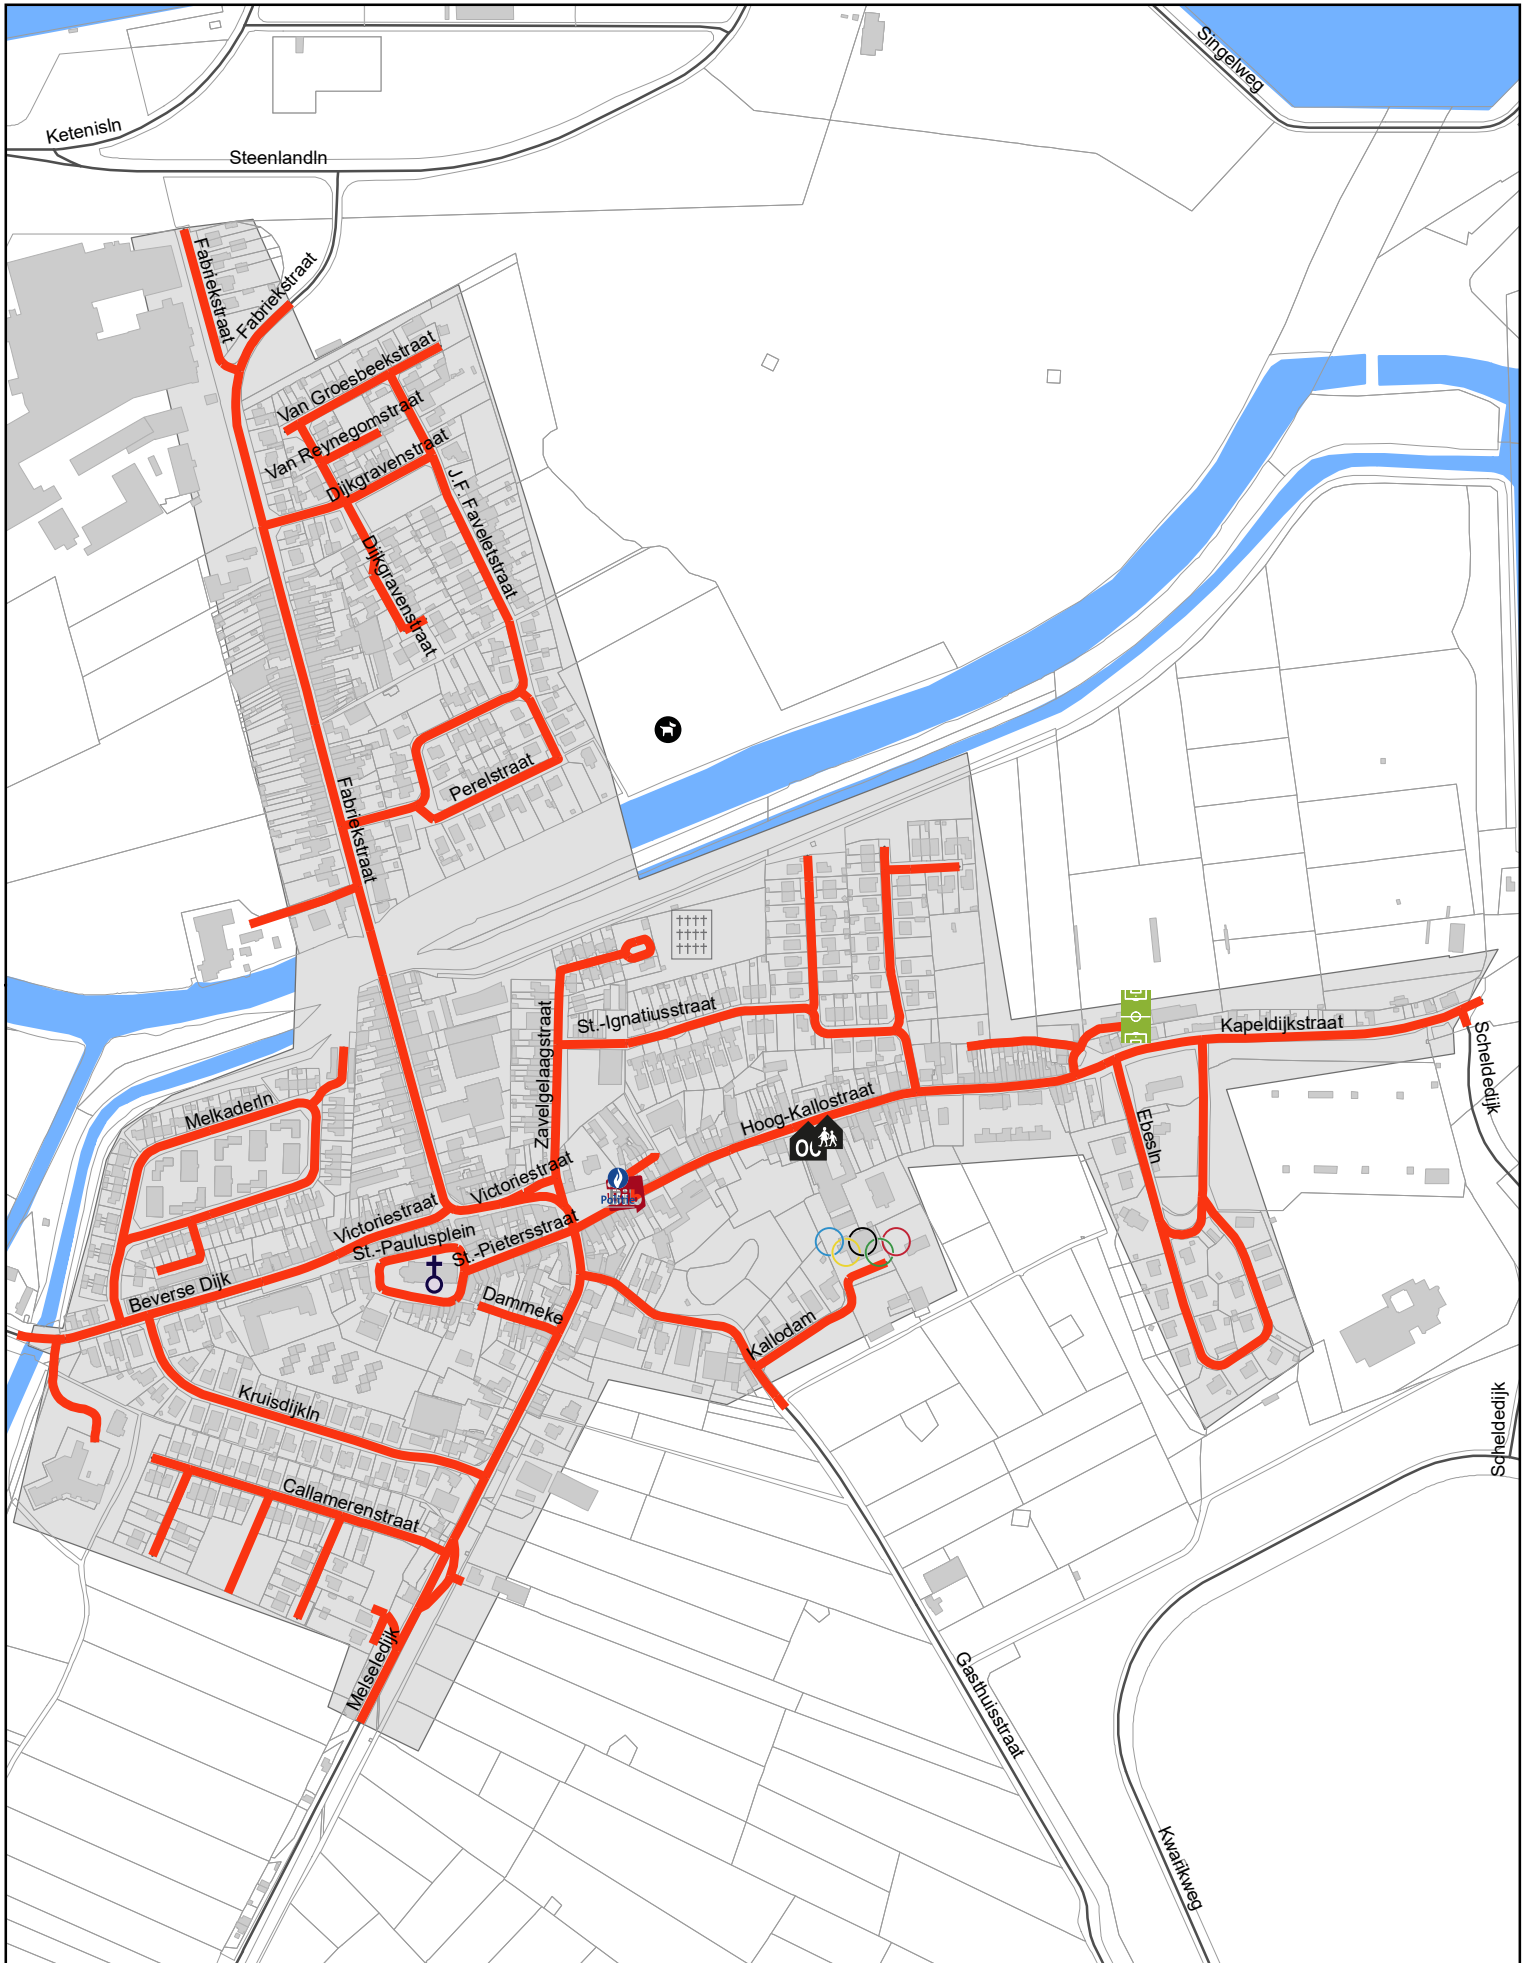 Singelweg
Ketenisln
Steenlandln
Fabriekstraat
Fabriekstraat
Van Groesbeekstraat
Van Reynegomstraat
Dijkgravenstraat
J.F. Faveletstraat
Dijkgravenstraat
Perelstraat
Fabriekstraat
St.-Ignatiusstraat
Zavelgelaagstraat
Kapeldijkstraat
Scheldedijk
Melkaderln
Hoog-Kallostraat
Ebesln
Victoriestraat
Victoriestraat
Politie
St.-Paulusplein
St.-Pietersstraat
Beverse Dijk
Dammeke
Kallodam
Kruisdijkln
Scheldedijk
Callamerenstraat
Melseledijk
Gasthuisstraat
Kwarikweg